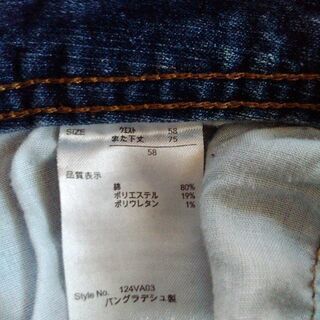 SIZE ウエスト 58
また下丈 75
58
品質表示
綿 80%
ポリエステル 19%
ポリウレタン 1%
Style No. 124VA03
バングラデシュ製